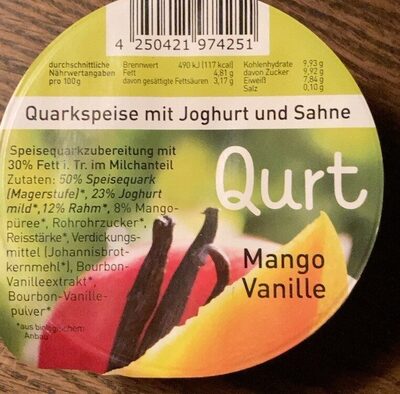 4 250421 974251
durchschnittliche Nährwertangaben pro 100g
Brennwert 490 kJ (117 kcal)
Fett 4,81 g
davon gesättigte Fettsäuren 3,17 g
Kohlenhydrate 9,93 g
davon Zucker 9,92 g
Eiweiß 7,84 g
Salz 0,10 g
Quarkspeise mit Joghurt und Sahne
Speisequarkzubereitung mit
30% Fett i. Tr. im Milchanteil
Zutaten: 50% Speisequark
(Magerstufe)*, 23% Joghurt
mild*, 12% Rahm*, 8% Mango-
püree*, Rohrohrzucker*,
Reisstärke*, Verdickungs-
mittel (Johannisbrot-
kernmehl*), Bourbon-
Vanilleextrakt*,
Bourbon-Vanille-
pulver*
*aus biologischem
Anbau
Qurt
Mango
Vanille